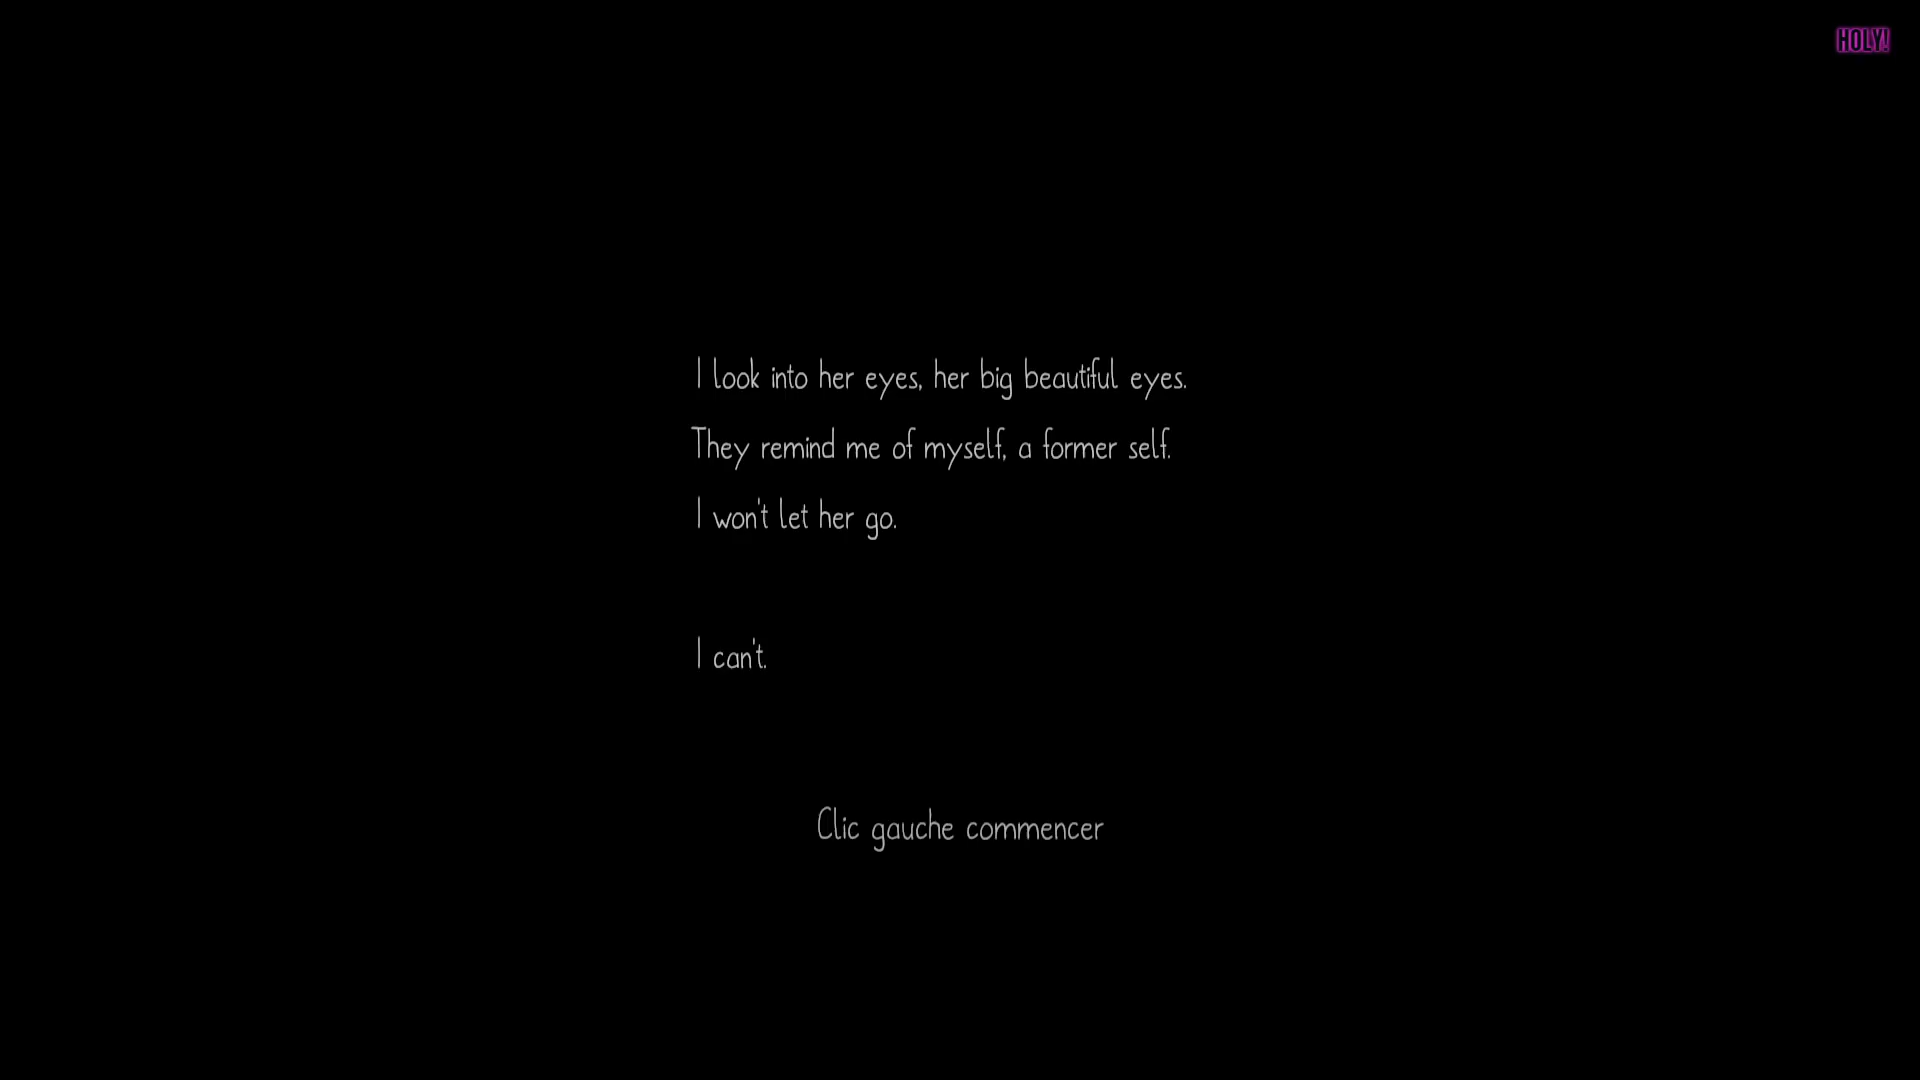 HOLY!
I look into her eyes, her big beautiful eyes.
They remind me of myself, a former self.
I won't let her go.
I can't.
Clic gauche commencer